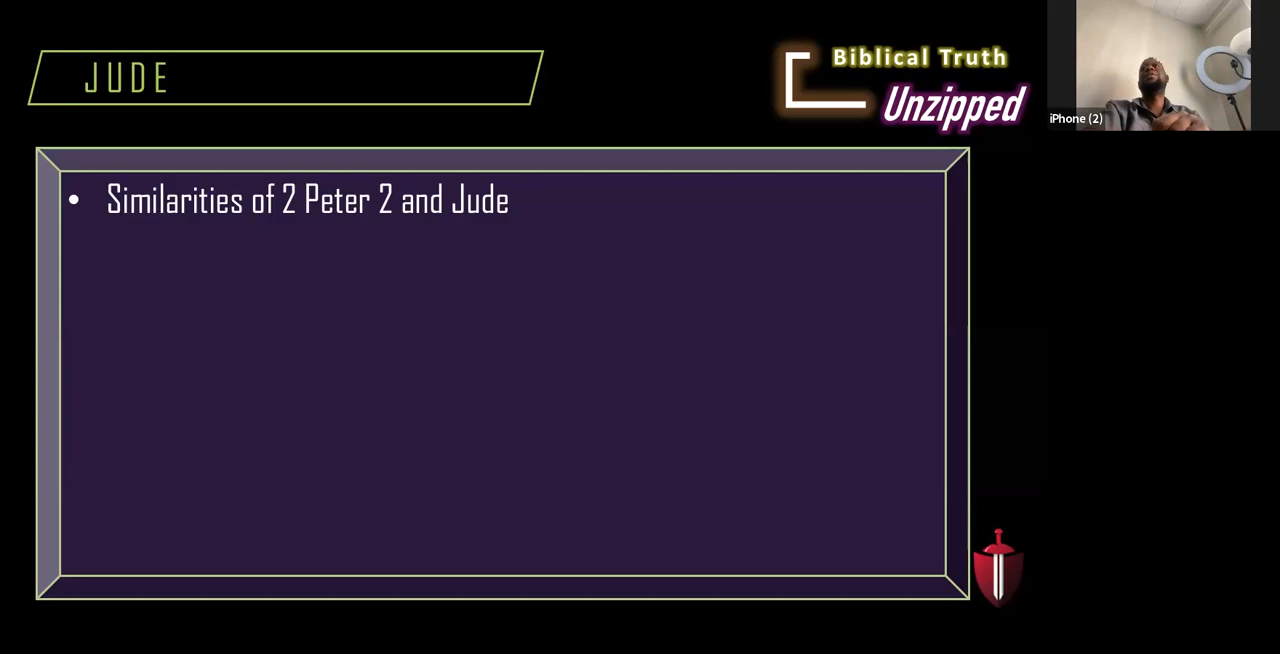 JUDE
Biblical Truth
Unzipped
iPhone (2)
• Similarities of 2 Peter 2 and Jude